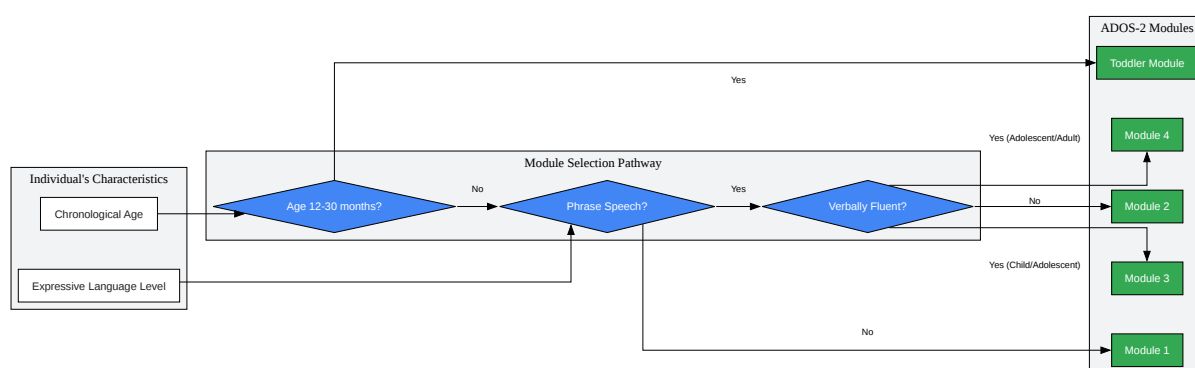 ADOS-2 Modules
Toddler Module
Yes
Yes (Adolescent/Adult)
Module 4
Module Selection Pathway
Individual's Characteristics
Chronological Age
Age 12-30 months?
No
Phrase Speech?
Yes
Verbally Fluent?
No
Module 2
Yes (Child/Adolescent)
Module 3
Expressive Language Level
No
Module 1